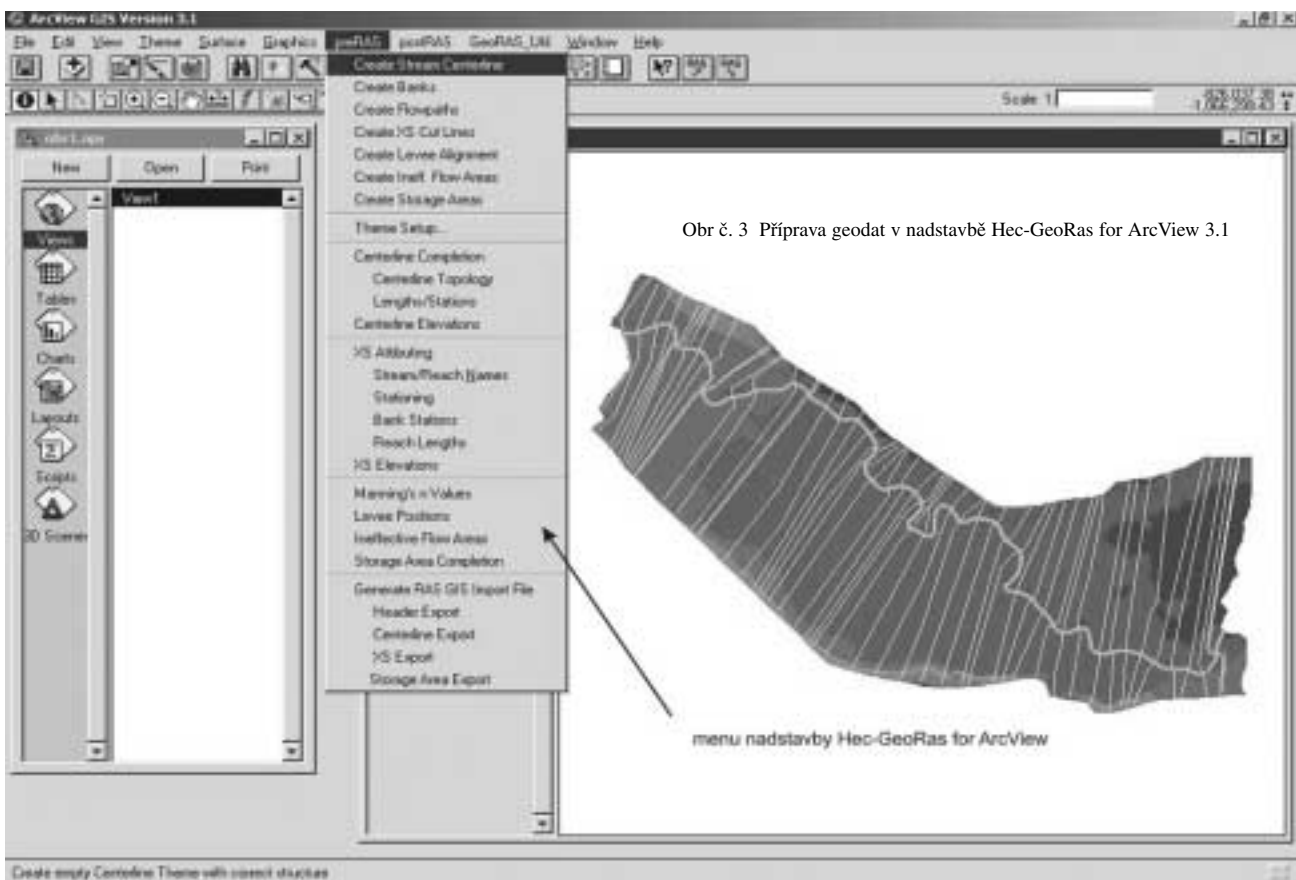 ArcView GIS Version 3.1
File Edit View Theme Surface Graphics preRAS postRAS GeoRAS_Util Window Help
Scale 1:
New Open Print
Views
Tables
Charts
Layouts
Scripts
3D Scenes
View1
Create Stream Centerline
Create Banks
Create Flowpaths
Create XS Cut Lines
Create Levee Alignment
Create Ineff. Flow Areas
Create Storage Areas
Theme Setup...
Centerline Completion
Centerline Topology
Lengths/Stations
Centerline Elevations
XS Attributing
Stream/Reach Names
Stationing
Bank Stations
Reach Lengths
XS Elevations
Manning's n Values
Levee Positions
Ineffective Flow Areas
Storage Area Completion
Generate RAS GIS Import File
Header Export
Centerline Export
XS Export
Storage Area Export
Obr č. 3 Příprava geodat v nadstavbě Hec-GeoRas for ArcView 3.1
menu nadstavby Hec-GeoRas for ArcView
Create empty Centerline Theme with correct structure